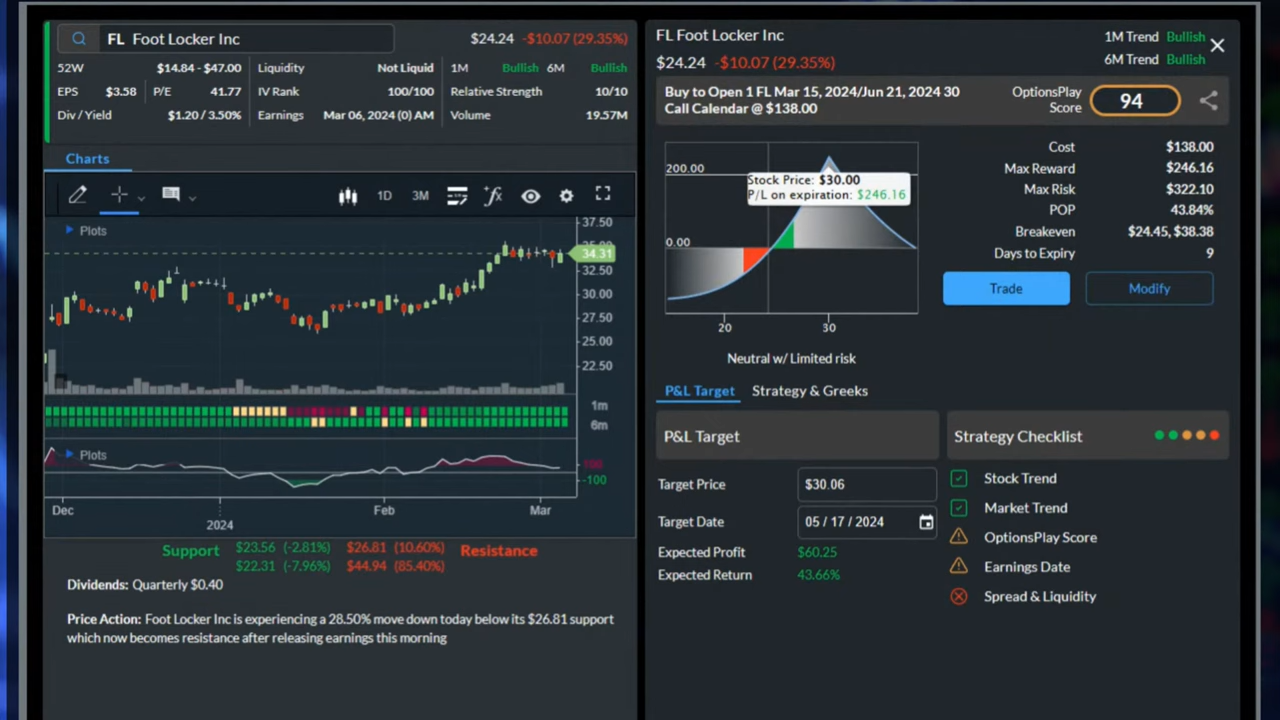 FL Foot Locker Inc
$24.24 -$10.07 (29.35%)
52W $14.84 - $47.00 Liquidity Not Liquid 1M Bullish 6M Bullish
EPS $3.58 P/E 41.77 IV Rank 100/100 Relative Strength 10/10
Div / Yield $1.20 / 3.50% Earnings Mar 06, 2024 (0) AM Volume 19.57M
Charts
1D 3M
Plots
37.50
35.00
34.31
32.50
30.00
27.50
25.00
22.50
1m
6m
Plots
100
-100
Dec Feb Mar
2024
Support $23.56 (-2.81%) $26.81 (10.60%) Resistance
$22.31 (-7.96%) $44.94 (85.40%)
Dividends: Quarterly $0.40
Price Action: Foot Locker Inc is experiencing a 28.50% move down today below its $26.81 support
which now becomes resistance after releasing earnings this morning
FL Foot Locker Inc
1M Trend Bullish
$24.24 -$10.07 (29.35%)
6M Trend Bullish
Buy to Open 1 FL Mar 15, 2024/Jun 21, 2024 30
Call Calendar @ $138.00
OptionsPlay
Score
94
200.00
0.00
Stock Price: $30.00
P/L on expiration: $246.16
20 30
Neutral w/ Limited risk
Cost $138.00
Max Reward $246.16
Max Risk $322.10
POP 43.84%
Breakeven $24.45, $38.38
Days to Expiry 9
Trade Modify
P&L Target Strategy & Greeks
P&L Target
Target Price $30.06
Target Date 05 / 17 / 2024
Expected Profit $60.25
Expected Return 43.66%
Strategy Checklist
Stock Trend
Market Trend
OptionsPlay Score
Earnings Date
Spread & Liquidity